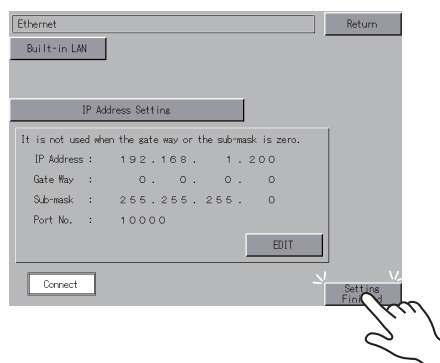 Ethernet
Return
Built-in LAN
IP Address Setting
It is not used when the gate way or the sub-mask is zero.
IP Address : 192.168. 1.200
Gate Way : 0. 0. 0. 0
Sub-mask : 255.255.255. 0
Port No. : 10000
EDIT
Connect
Setting